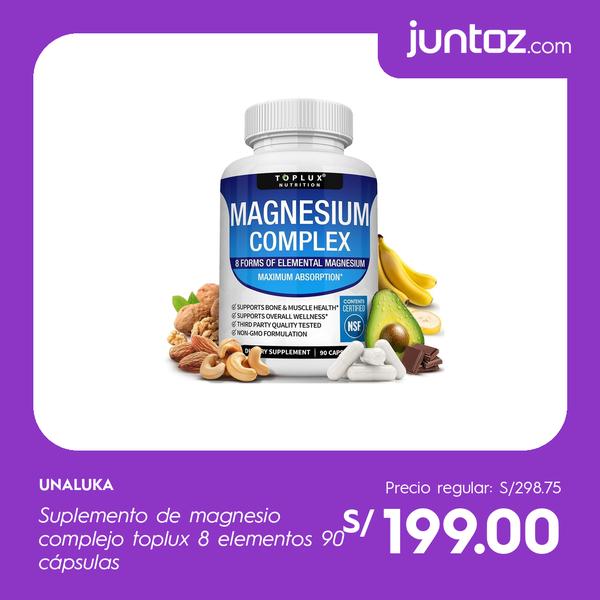 juntoz.com
TOPLUX®
NUTRITION
MAGNESIUM
COMPLEX
8 FORMS OF ELEMENTAL MAGNESIUM
MAXIMUM ABSORPTION*
SUPPORTS BONE & MUSCLE HEALTH*
SUPPORTS OVERALL WELLNESS*
THIRD PARTY QUALITY TESTED
NON-GMO FORMULATION
CONTENTS
CERTIFIED
NSF
SUPPLEMENT | 90
UNALUKA
Suplemento de magnesio
complejo toplux 8 elementos 90
cápsulas
Precio regular: S/298.75
S/199.00